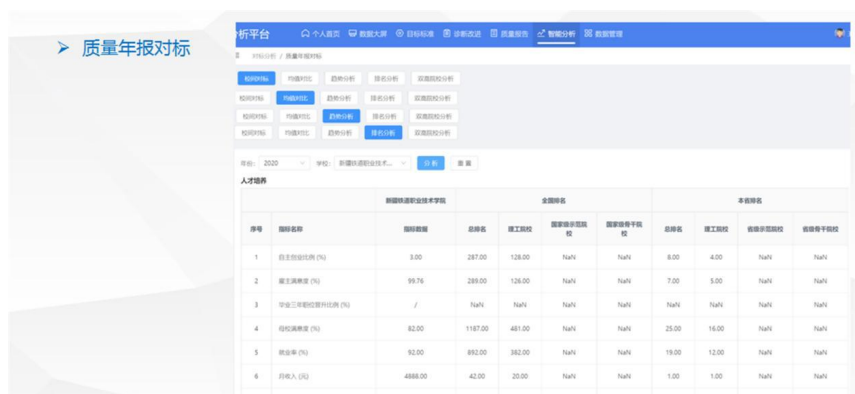 ➢ 质量年报对标
析平台 个人首页 数据大屏 目标标准 诊断改进 质量报告 智能分析 数据管理
对标分析 / 质量年报对标
校间对标 均值对比 趋势分析 排名分析 双高院校分析
校间对标 均值对比 趋势分析 排名分析 双高院校分析
校间对标 均值对比 趋势分析 排名分析 双高院校分析
校间对标 均值对比 趋势分析 排名分析 双高院校分析
年份: 2020 学校: 新疆铁道职业技术... 分析 重置
人才培养
新疆铁道职业技术学院 全国排名 本省排名
序号 指标名称 指标数据 总排名 理工院校 国家级示范院校 国家级骨干院校 总排名 理工院校 省级示范院校 省级骨干院校
1 自主创业比例 (%) 3.00 287.00 128.00 NaN NaN 8.00 4.00 NaN NaN
2 雇主满意度 (%) 99.76 289.00 126.00 NaN NaN 7.00 5.00 NaN NaN
3 毕业三年职位晋升比例 (%) / NaN NaN NaN NaN NaN NaN NaN NaN
4 母校满意度 (%) 82.00 1187.00 481.00 NaN NaN 25.00 16.00 NaN NaN
5 就业率 (%) 92.00 892.00 382.00 NaN NaN 19.00 12.00 NaN NaN
6 月收入 (元) 4888.00 42.00 20.00 NaN NaN 1.00 1.00 NaN NaN